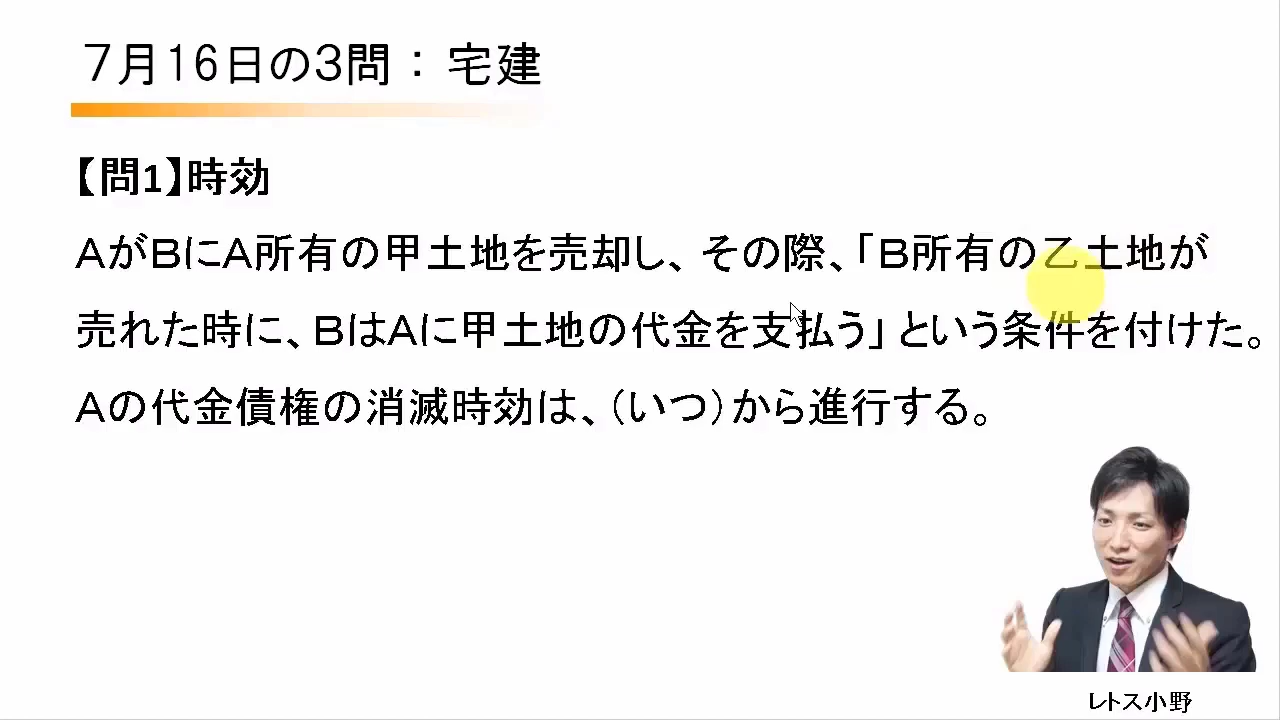 7月16日の3問：宅建
【問1】時効
AがBにA所有の甲土地を売却し、その際、「B所有の乙土地が
売れた時に、BはAに甲土地の代金を支払う」という条件を付けた。
Aの代金債権の消滅時効は、（いつ）から進行する。
レトス小野